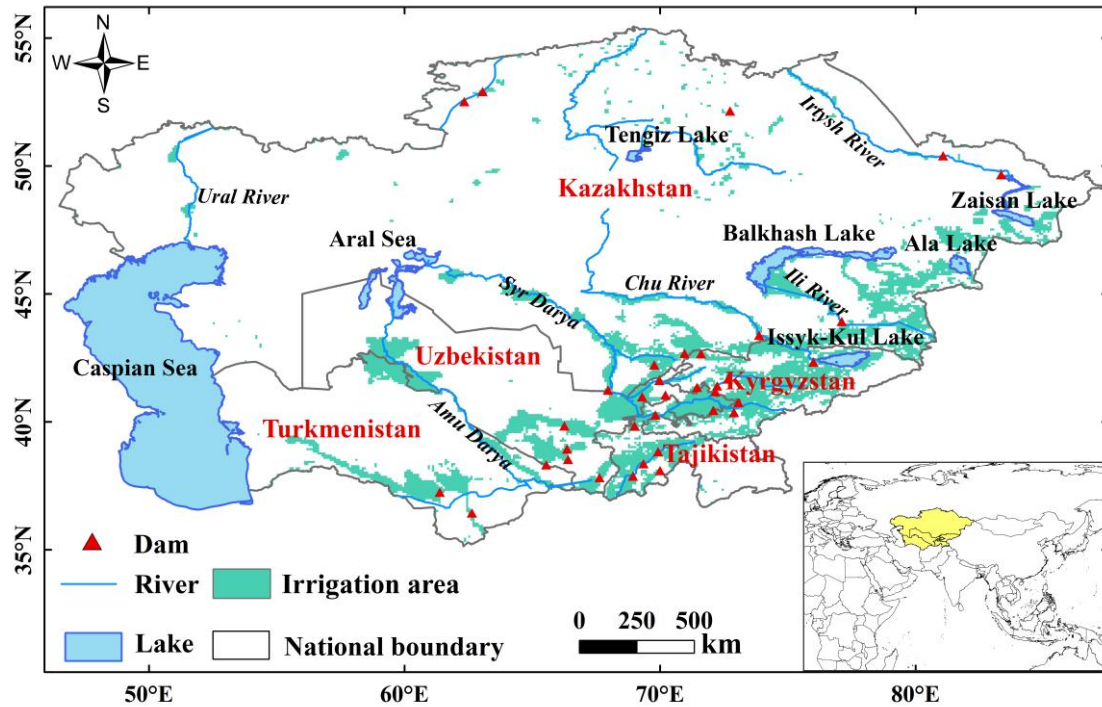 N
W E
S
55°N
50°N
45°N
40°N
35°N
Tengiz Lake
Irtysh River
Kazakhstan
Ural River
Zaisan Lake
Aral Sea
Balkhash Lake
Ala Lake
Syr Darya
Chu River
Ili River
Issyk-Kul Lake
Caspian Sea
Uzbekistan
Kyrgyzstan
Turkmenistan
Amu Darya
Tajikistan
Dam
River
Irrigation area
Lake
National boundary
0 250 500
km
50°E 60°E 70°E 80°E